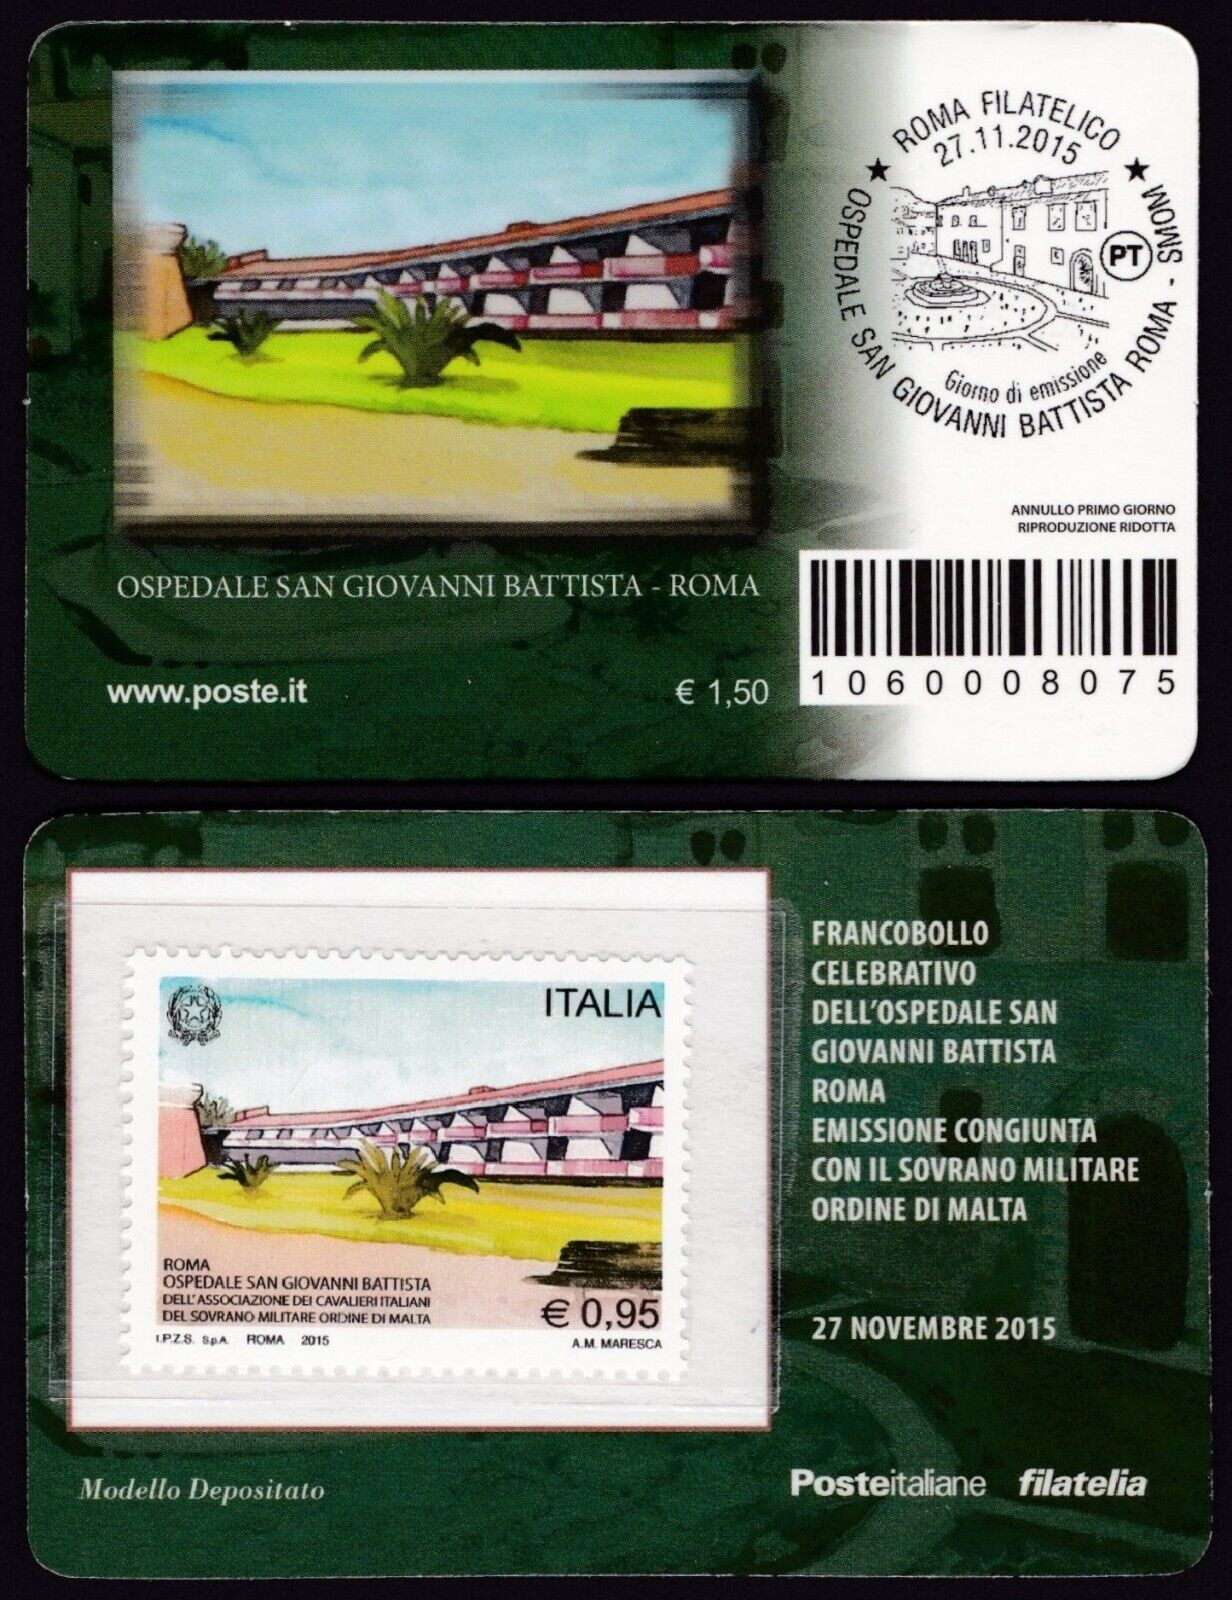 ROMA FILATELICO
27.11.2015
OSPEDALE SAN GIOVANNI BATTISTA ROMA - SMOM
PT
Giorno di emissione
ANNULLO PRIMO GIORNO
RIPRODUZIONE RIDOTTA
OSPEDALE SAN GIOVANNI BATTISTA - ROMA
www.poste.it
€ 1,50
1060008075
ITALIA
ROMA
OSPEDALE SAN GIOVANNI BATTISTA
DELL'ASSOCIAZIONE DEI CAVALIERI ITALIANI
DEL SOVRANO MILITARE ORDINE DI MALTA
€ 0,95
I.P.Z.S. S.p.A. ROMA 2015
A.M. MARESCA
FRANCOBOLLO
CELEBRATIVO
DELL'OSPEDALE SAN
GIOVANNI BATTISTA
ROMA
EMISSIONE CONGIUNTA
CON IL SOVRANO MILITARE
ORDINE DI MALTA
27 NOVEMBRE 2015
Modello Depositato
Posteitaliane filatelia